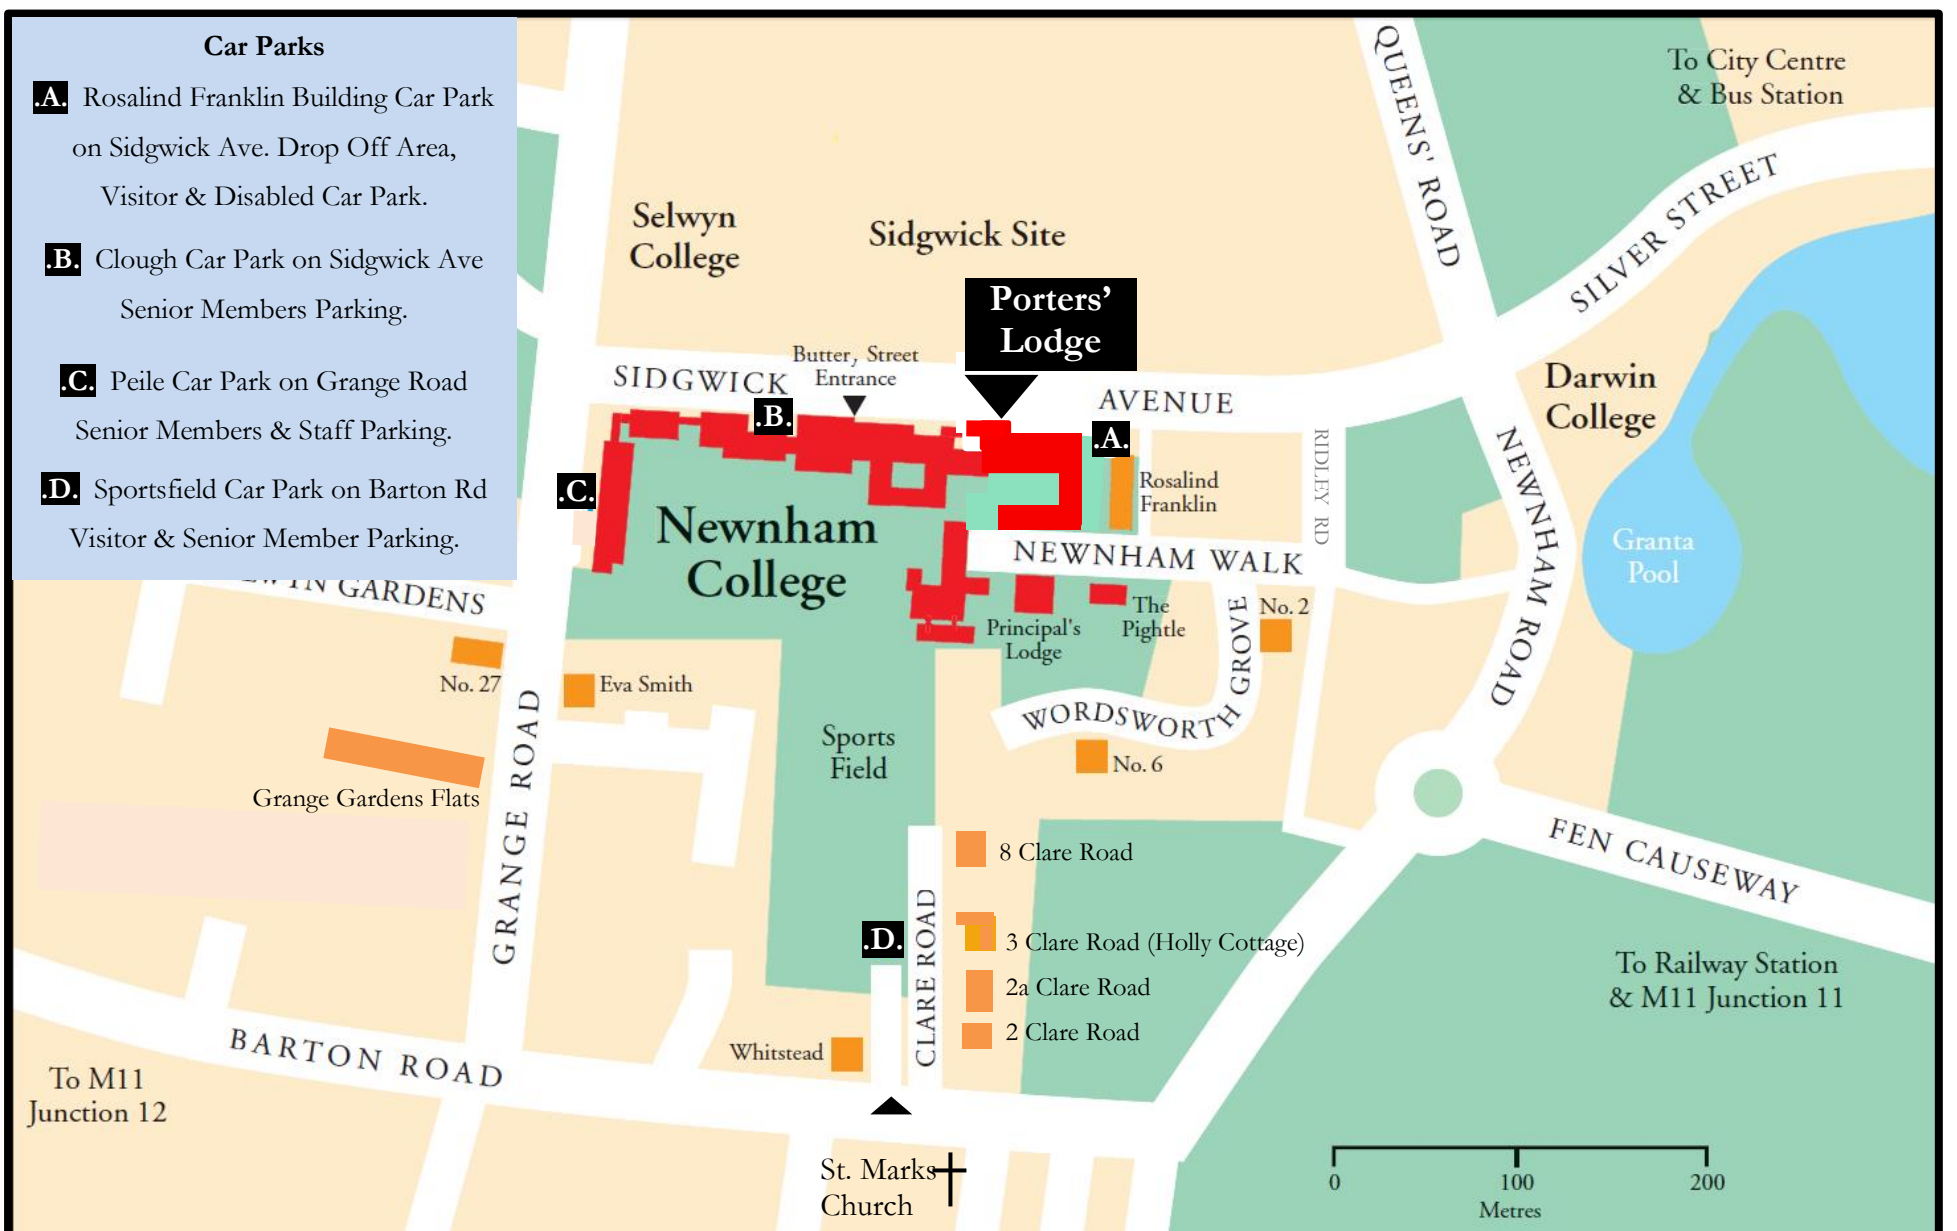 Car Parks
.A. Rosalind Franklin Building Car Park
on Sidgwick Ave. Drop Off Area,
Visitor & Disabled Car Park.
.B. Clough Car Park on Sidgwick Ave
Senior Members Parking.
.C. Peile Car Park on Grange Road
Senior Members & Staff Parking.
.D. Sportsfield Car Park on Barton Rd
Visitor & Senior Member Parking.
QUEENS' ROAD
To City Centre
& Bus Station
SILVER STREET
Selwyn
College
Sidgwick Site
Porters'
Lodge
Butter, Street
Entrance
SIDGWICK
AVENUE
Darwin
College
.B.
.A.
.C.
RIDLEY RD
NEWNHAM ROAD
Rosalind
Franklin
Newnham
College
NEWNHAM WALK
Granta
Pool
GARDENS
No. 27
Eva Smith
Principal's
Lodge
The
Pightle
No. 2
WORDSWORTH GROVE
No. 6
Sports
Field
Grange Gardens Flats
GRANGE ROAD
8 Clare Road
FEN CAUSEWAY
.D.
CLARE ROAD
3 Clare Road (Holly Cottage)
2a Clare Road
2 Clare Road
To Railway Station
& M11 Junction 11
Whitstead
BARTON ROAD
To M11
Junction 12
St. Marks
Church
0 100 200
Metres